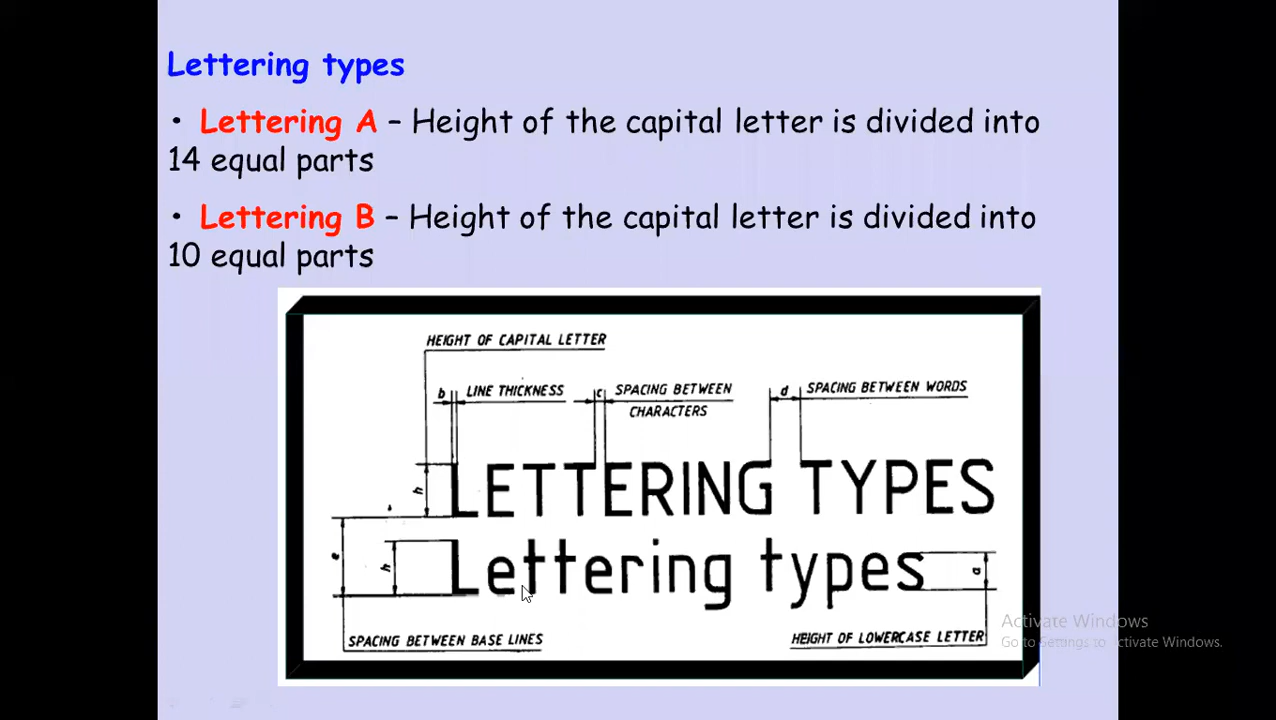 Lettering types
• Lettering A – Height of the capital letter is divided into
14 equal parts
• Lettering B – Height of the capital letter is divided into
10 equal parts
HEIGHT OF CAPITAL LETTER
b LINE THICKNESS c SPACING BETWEEN d SPACING BETWEEN WORDS
CHARACTERS
h LETTERING TYPES
e h Lettering types a
SPACING BETWEEN BASE LINES HEIGHT OF LOWERCASE LETTER
Activate Windows
Go to Settings to activate Windows.